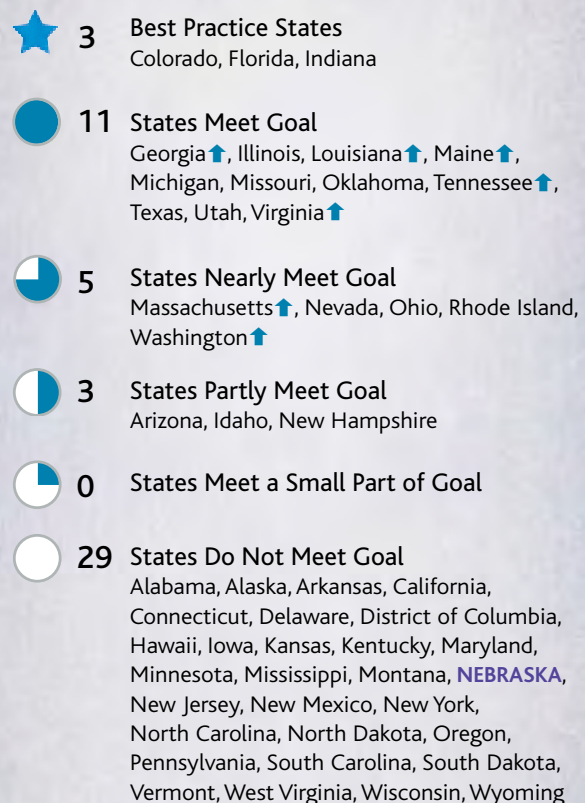 3 Best Practice States
Colorado, Florida, Indiana
11 States Meet Goal
Georgia⬆, Illinois, Louisiana⬆, Maine⬆,
Michigan, Missouri, Oklahoma, Tennessee⬆,
Texas, Utah, Virginia⬆
5 States Nearly Meet Goal
Massachusetts⬆, Nevada, Ohio, Rhode Island,
Washington⬆
3 States Partly Meet Goal
Arizona, Idaho, New Hampshire
0 States Meet a Small Part of Goal
29 States Do Not Meet Goal
Alabama, Alaska, Arkansas, California,
Connecticut, Delaware, District of Columbia,
Hawaii, Iowa, Kansas, Kentucky, Maryland,
Minnesota, Mississippi, Montana, NEBRASKA,
New Jersey, New Mexico, New York,
North Carolina, North Dakota, Oregon,
Pennsylvania, South Carolina, South Dakota,
Vermont, West Virginia, Wisconsin, Wyoming